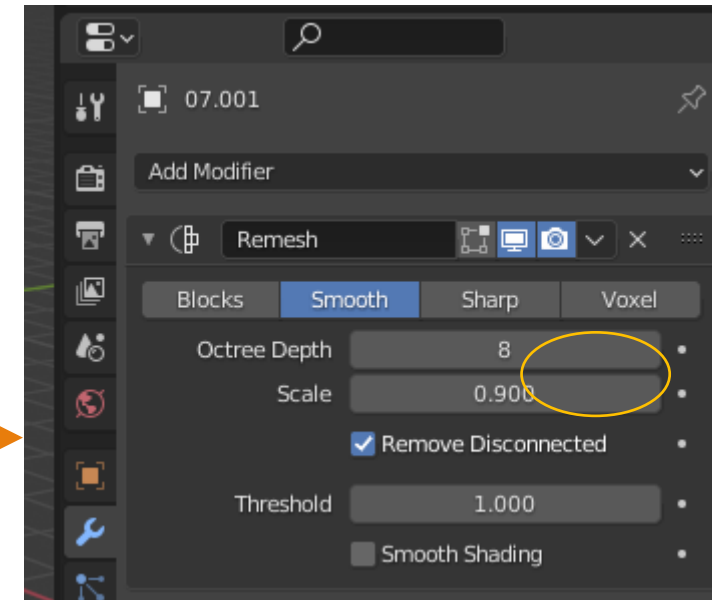 07.001
Add Modifier
Remesh
Blocks Smooth Sharp Voxel
Octree Depth 8
Scale 0.900
Remove Disconnected
Threshold 1.000
Smooth Shading